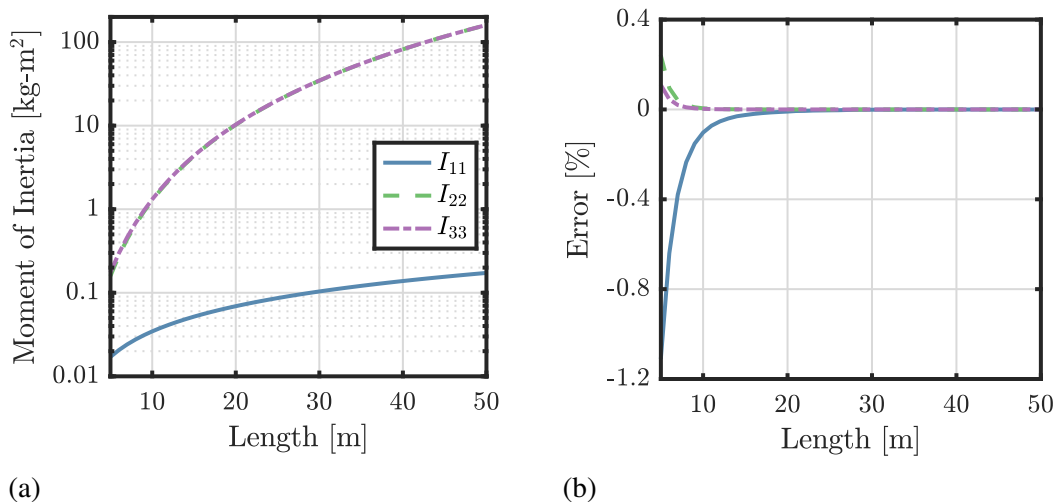 Moment of Inertia [kg-m²]
100
10
1
0.1
0.01
I₁₁
I₂₂
I₃₃
10 20 30 40 50
Length [m]
(a)
Error [%]
0.4
0
-0.4
-0.8
-1.2
10 20 30 40 50
Length [m]
(b)